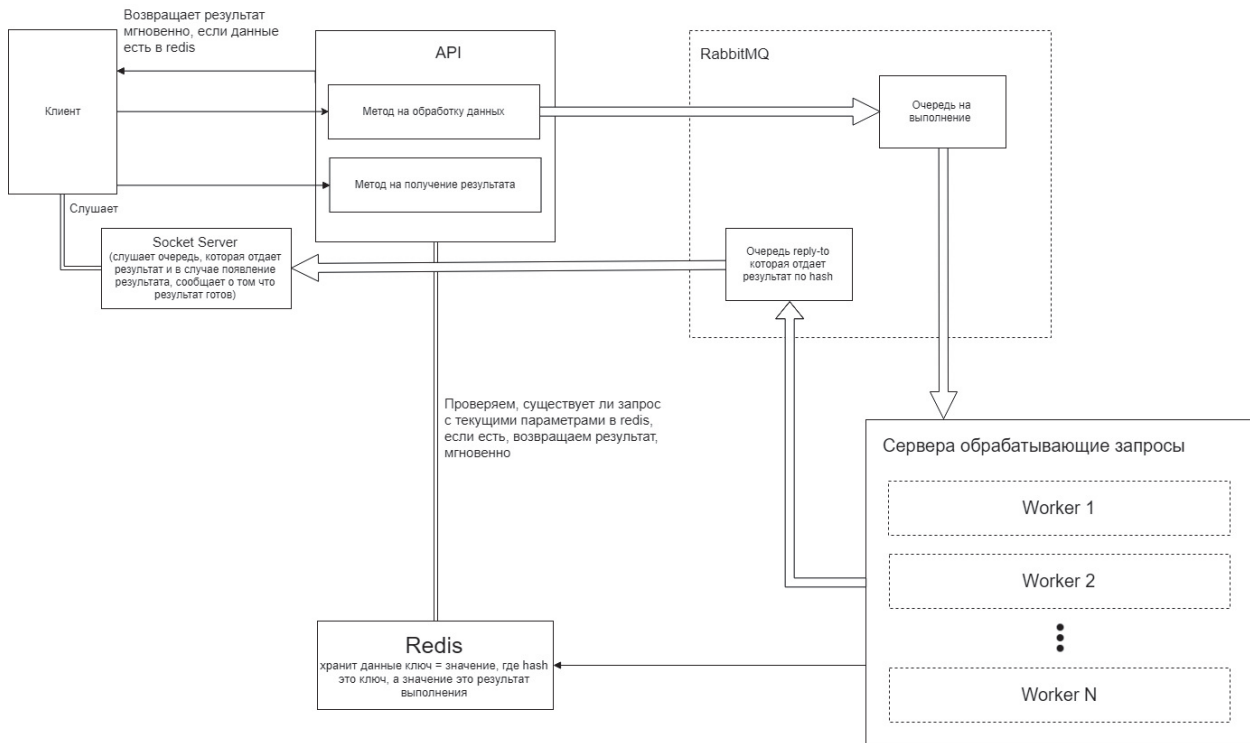 Возвращает результат
мгновенно, если данные
есть в redis
Клиент
API
Метод на обработку данных
Метод на получение результата
RabbitMQ
Очередь на
выполнение
Слушает
Socket Server
(слушает очередь, которая отдает
результат и в случае появление
результата, сообщает о том что
результат готов)
Очередь reply-to
которая отдает
результат по hash
Проверяем, существует ли запрос
с текущими параметрами в redis,
если есть, возвращаем результат,
мгновенно
Сервера обрабатывающие запросы
Worker 1
Worker 2
Worker N
Redis
хранит данные ключ = значение, где hash
это ключ, а значение это результат
выполнения